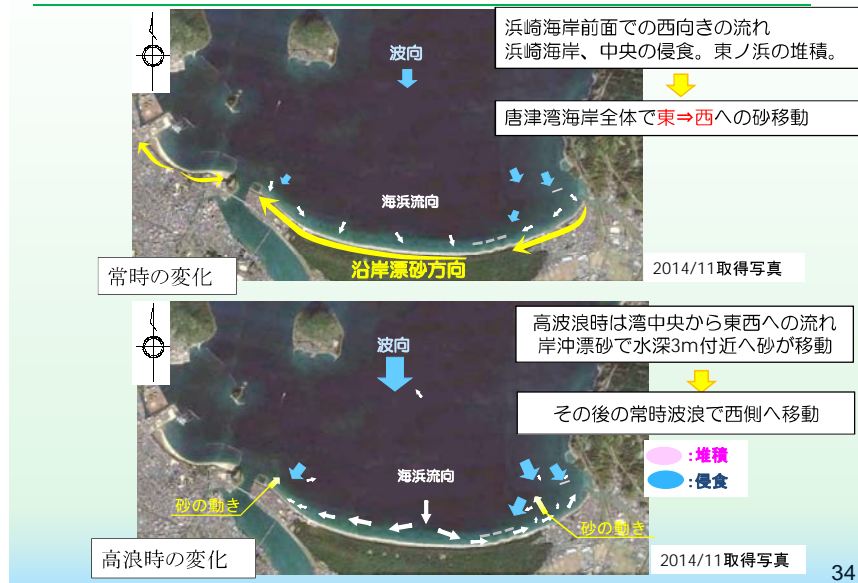 浜崎海岸前面での西向きの流れ
浜崎海岸、中央の侵食。東ノ浜の堆積。
唐津湾海岸全体で東⇒西への砂移動
波向
海浜流向
沿岸漂砂方向
常時の変化
2014/11取得写真
高波浪時は湾中央から東西への流れ
岸沖漂砂で水深3m付近へ砂が移動
その後の常時波浪で西側へ移動
波向
海浜流向
:堆積
:侵食
砂の動き
砂の動き
高浪時の変化
2014/11取得写真
34